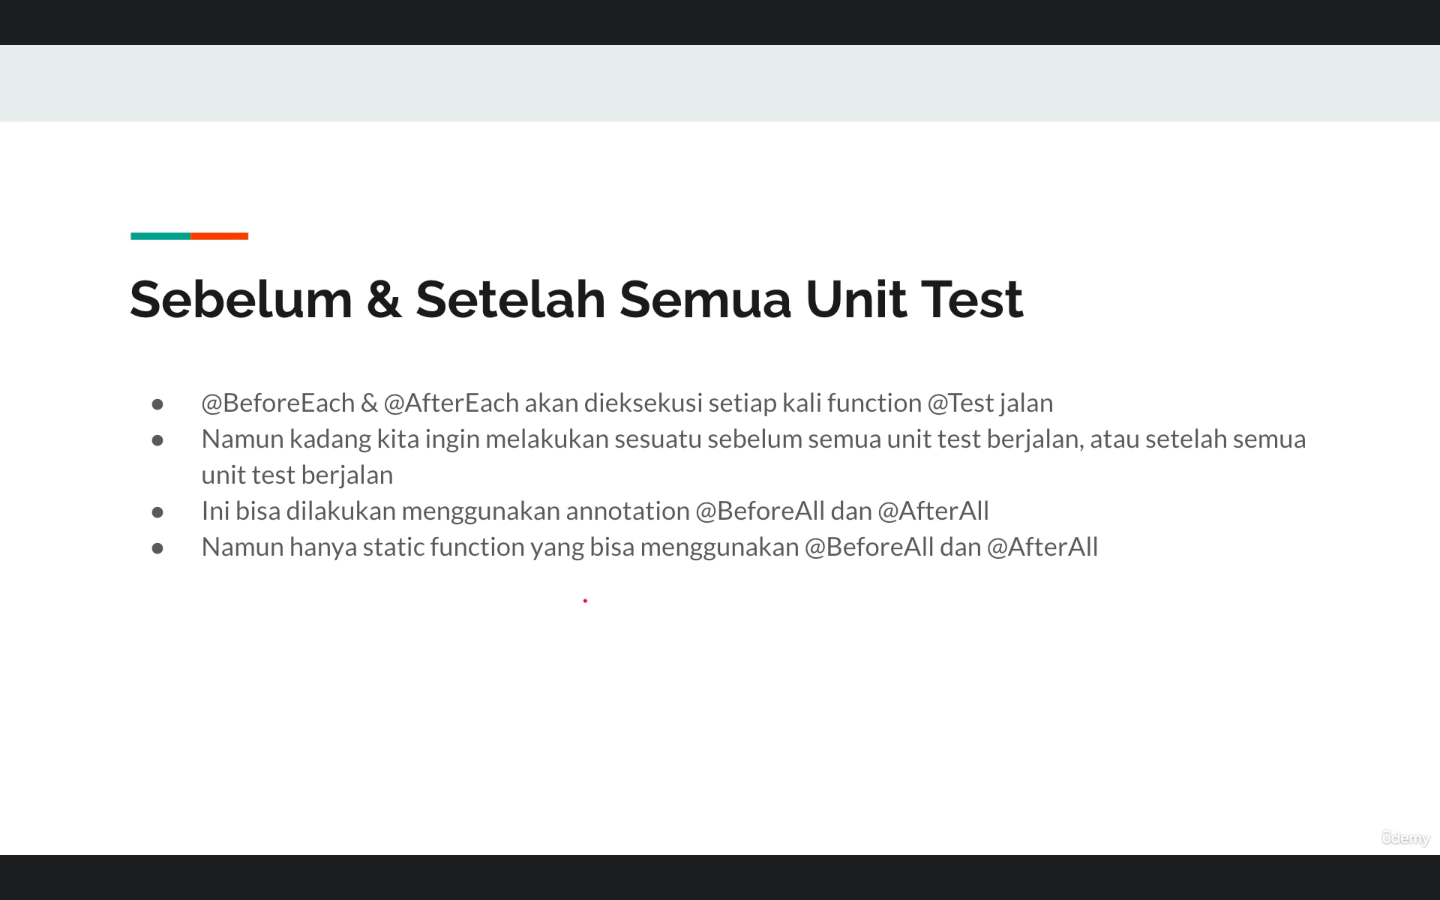 Sebelum & Setelah Semua Unit Test
● @BeforeEach & @AfterEach akan dieksekusi setiap kali function @Test jalan
● Namun kadang kita ingin melakukan sesuatu sebelum semua unit test berjalan, atau setelah semua
unit test berjalan
● Ini bisa dilakukan menggunakan annotation @BeforeAll dan @AfterAll
● Namun hanya static function yang bisa menggunakan @BeforeAll dan @AfterAll
ûdemy